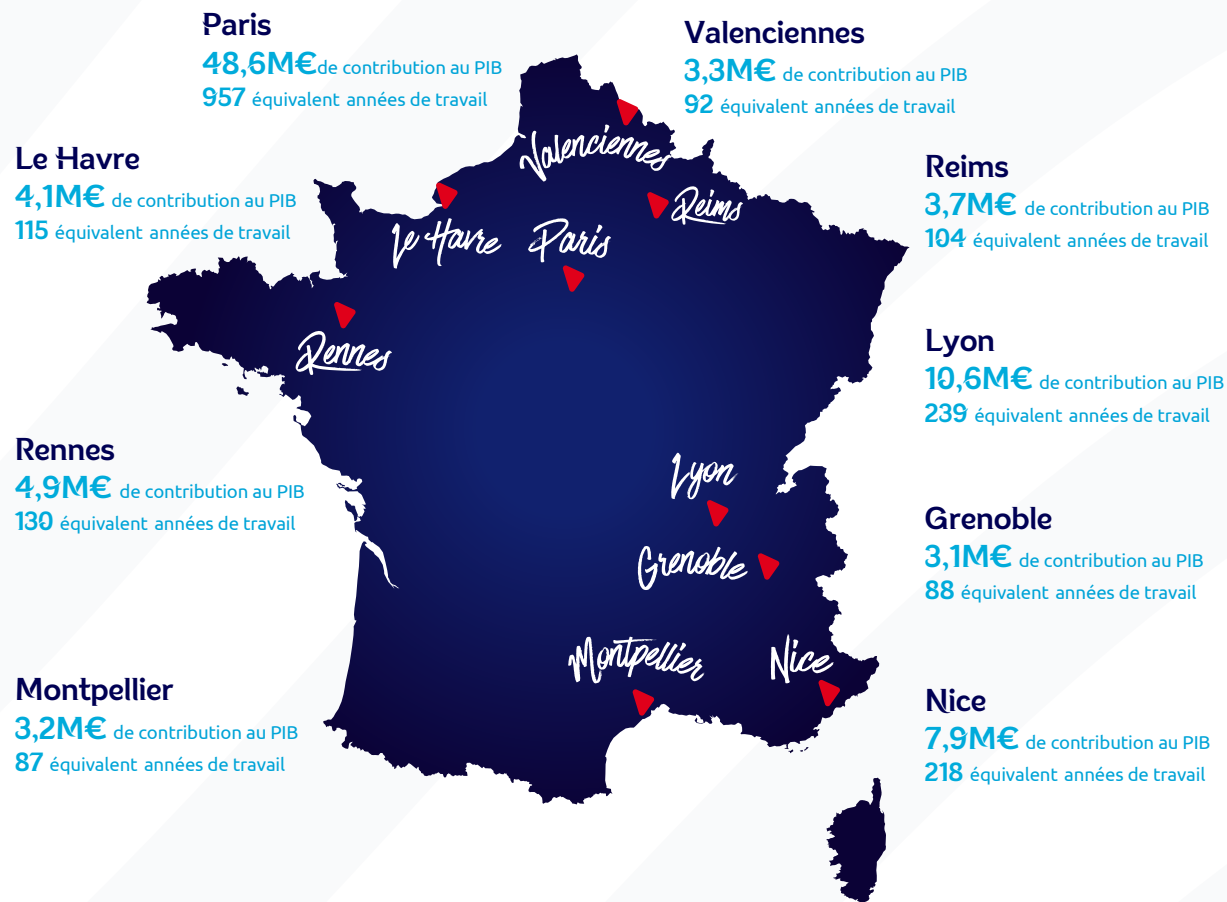 Paris
48,6M€ de contribution au PIB
957 équivalent années de travail
Valenciennes
3,3M€ de contribution au PIB
92 équivalent années de travail
Le Havre
4,1M€ de contribution au PIB
115 équivalent années de travail
Reims
3,7M€ de contribution au PIB
104 équivalent années de travail
Lyon
10,6M€ de contribution au PIB
239 équivalent années de travail
Rennes
4,9M€ de contribution au PIB
130 équivalent années de travail
Grenoble
3,1M€ de contribution au PIB
88 équivalent années de travail
Montpellier
3,2M€ de contribution au PIB
87 équivalent années de travail
Nice
7,9M€ de contribution au PIB
218 équivalent années de travail
Valenciennes
Reims
Le Havre
Paris
Rennes
Lyon
Grenoble
Montpellier
Nice